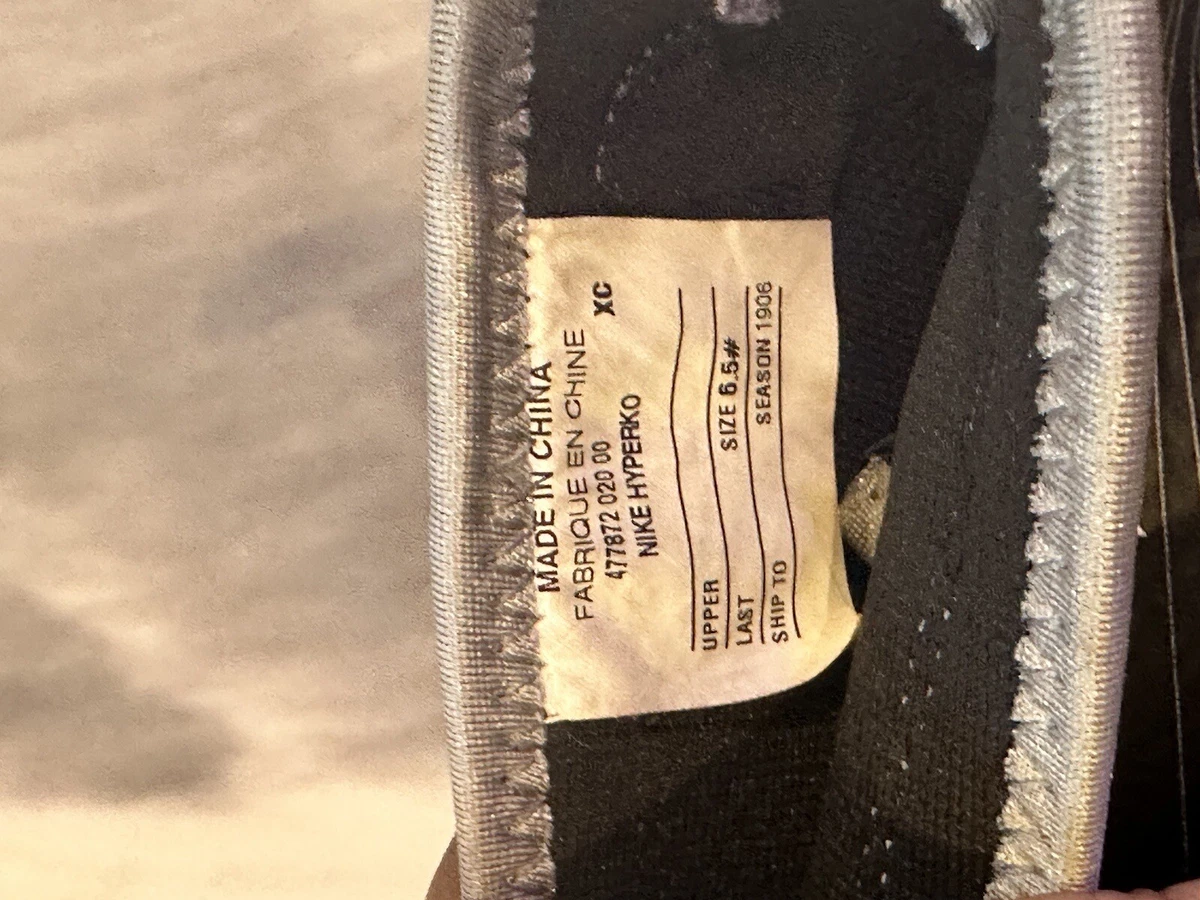 MADE IN CHINA
FABRIQUE EN CHINE
477872 020 00 XC
NIKE HYPERKO
UPPER
LAST SIZE 6.5#
SHIP TO SEASON 1906